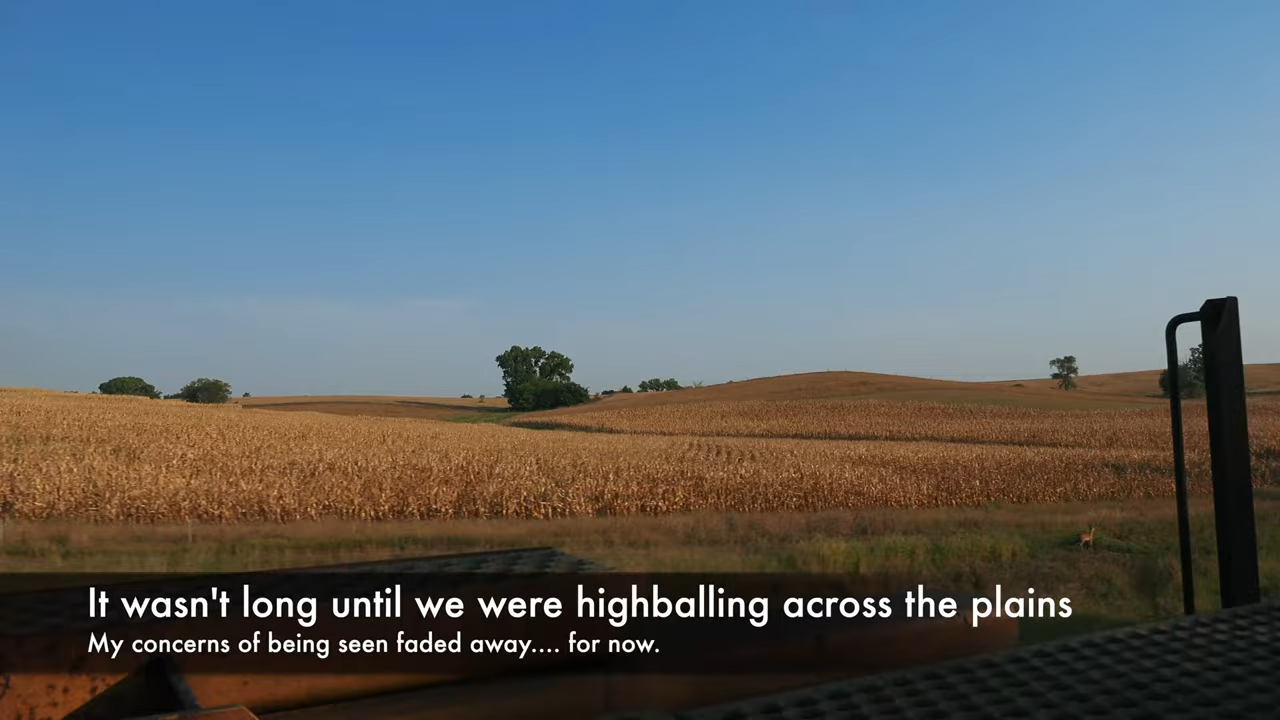 It wasn't long until we were highballing across the plains
My concerns of being seen faded away.... for now.